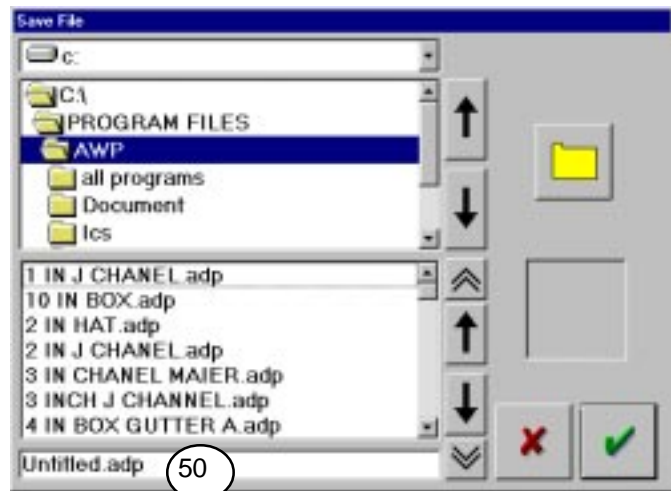 Save File
c:
C:\
PROGRAM FILES
AWP
all programs
Document
Ics
1 IN J CHANEL.adp
10 IN BOX.adp
2 IN HAT.adp
2 IN J CHANEL.adp
3 IN CHANEL MAIER.adp
3 INCH J CHANNEL.adp
4 IN BOX GUTTER A.adp
Untitled.adp 50